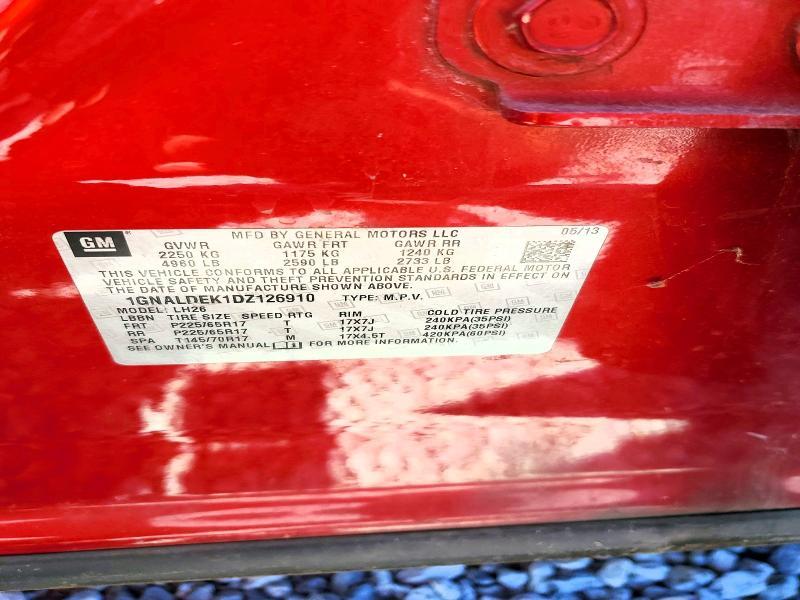 GM MFD BY GENERAL MOTORS LLC 05/13
GVWR GAWR FRT GAWR RR
2250 KG 1175 KG 1240 KG
4960 LB 2590 LB 2733 LB
THIS VEHICLE CONFORMS TO ALL APPLICABLE U.S. FEDERAL MOTOR
VEHICLE SAFETY AND THEFT PREVENTION STANDARDS IN EFFECT ON
THE DATE OF MANUFACTURE SHOWN ABOVE.
1GNALDEK1DZ126910 TYPE: M.P.V.
MODEL: LH26
LBBN TIRE SIZE SPEED RTG RIM COLD TIRE PRESSURE
FRT P225/65R17 T 17X7J 240KPA(35PSI)
RR P225/65R17 T 17X7J 240KPA(35PSI)
SPA T145/70R17 M 17X4.5T 420KPA(60PSI)
SEE OWNER'S MANUAL FOR MORE INFORMATION.